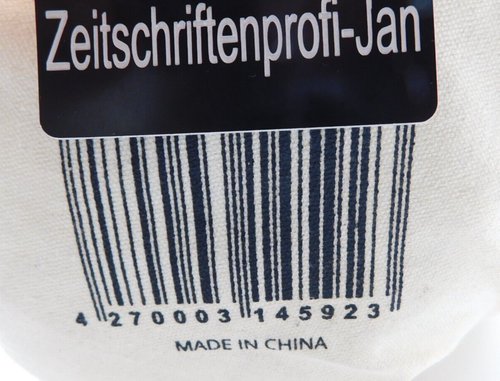 Zeitschriftenprofi-Jan
4 270003 145923
MADE IN CHINA